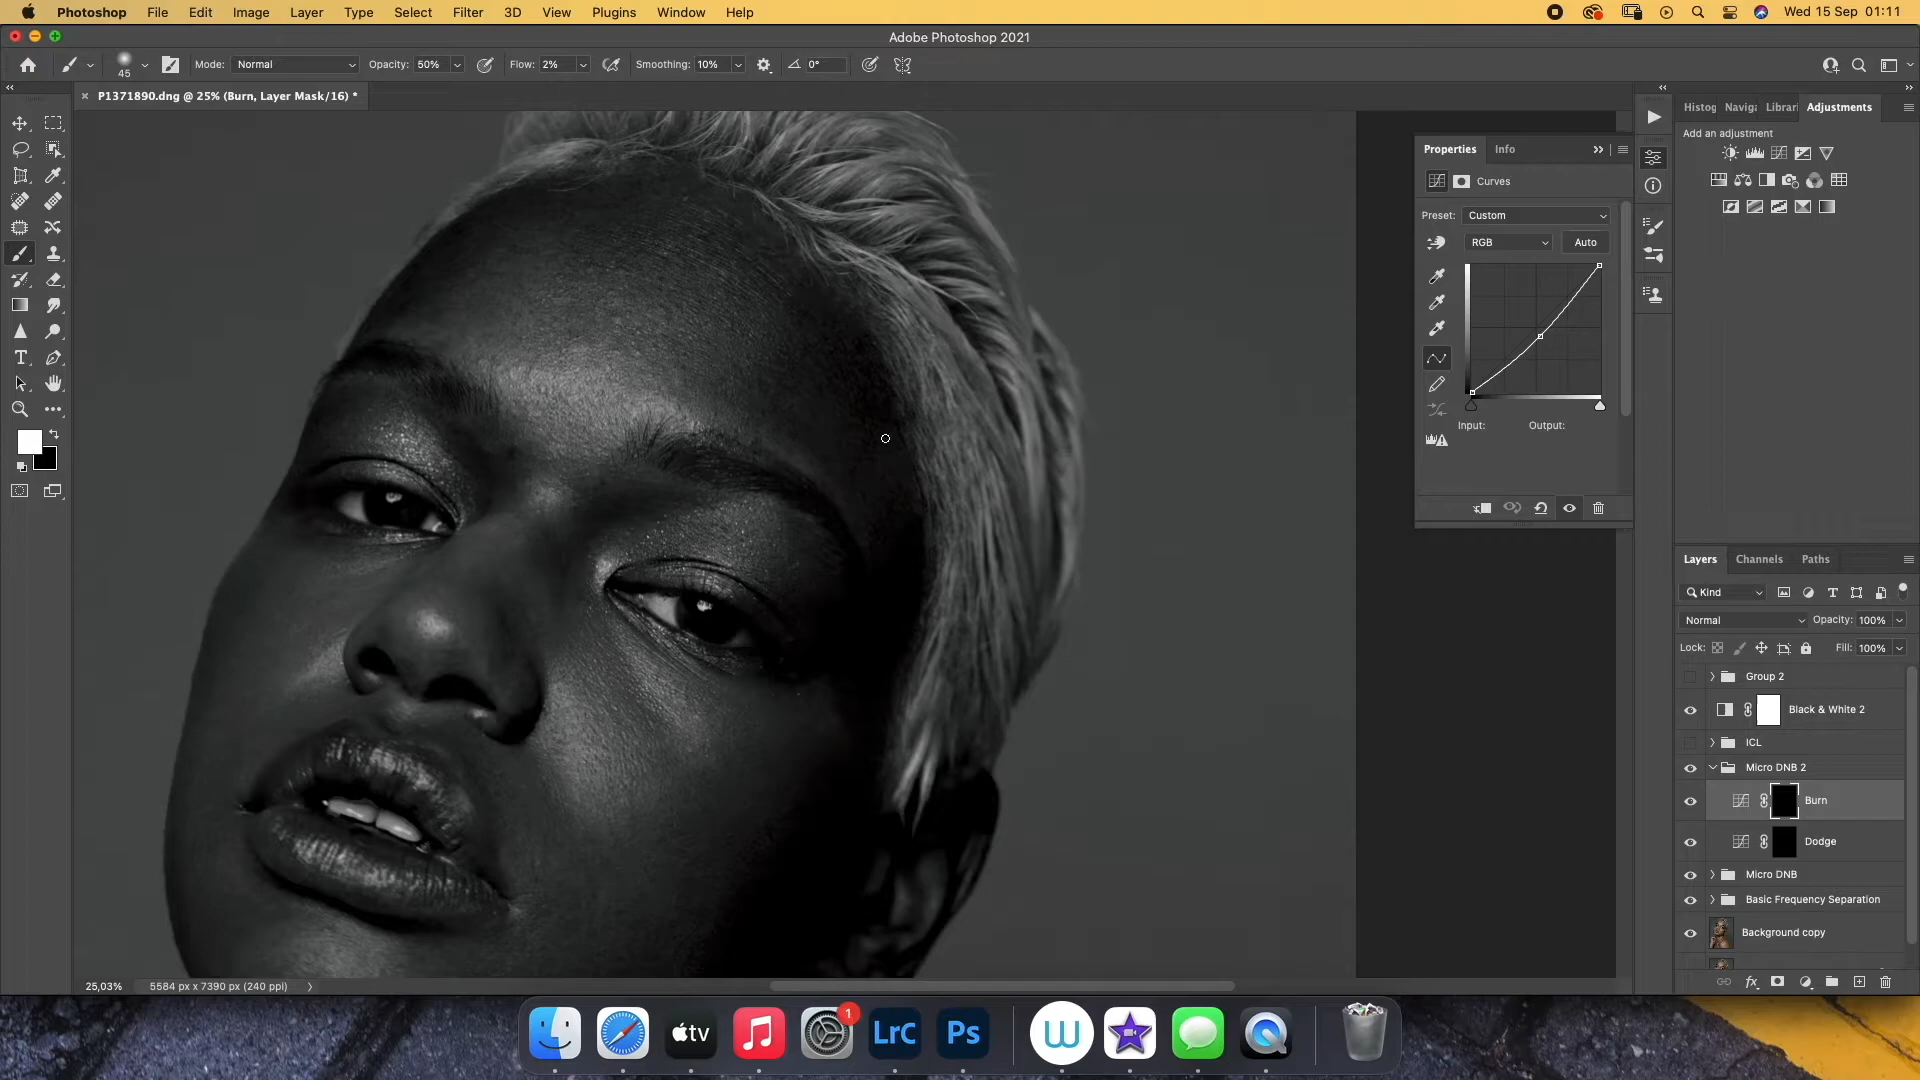 Photoshop File Edit Image Layer Type Select Filter 3D View Plugins Window Help Wed 15 Sep 01:11
Adobe Photoshop 2021
45 Mode: Normal Opacity: 50% Flow: 2% Smoothing: 10% 0°
P1371890.dng @ 25% (Burn, Layer Mask/16) *
Histog Naviga Librari Adjustments
Add an adjustment
Properties Info
Curves
Preset: Custom
RGB Auto
Input: Output:
Layers Channels Paths
Kind
Normal Opacity: 100%
Lock: Fill: 100%
Group 2
Black & White 2
ICL
Micro DNB 2
Burn
Dodge
Micro DNB
Basic Frequency Separation
Background copy
25,03% 5584 px x 7390 px (240 ppi)
tv 1 LrC Ps W